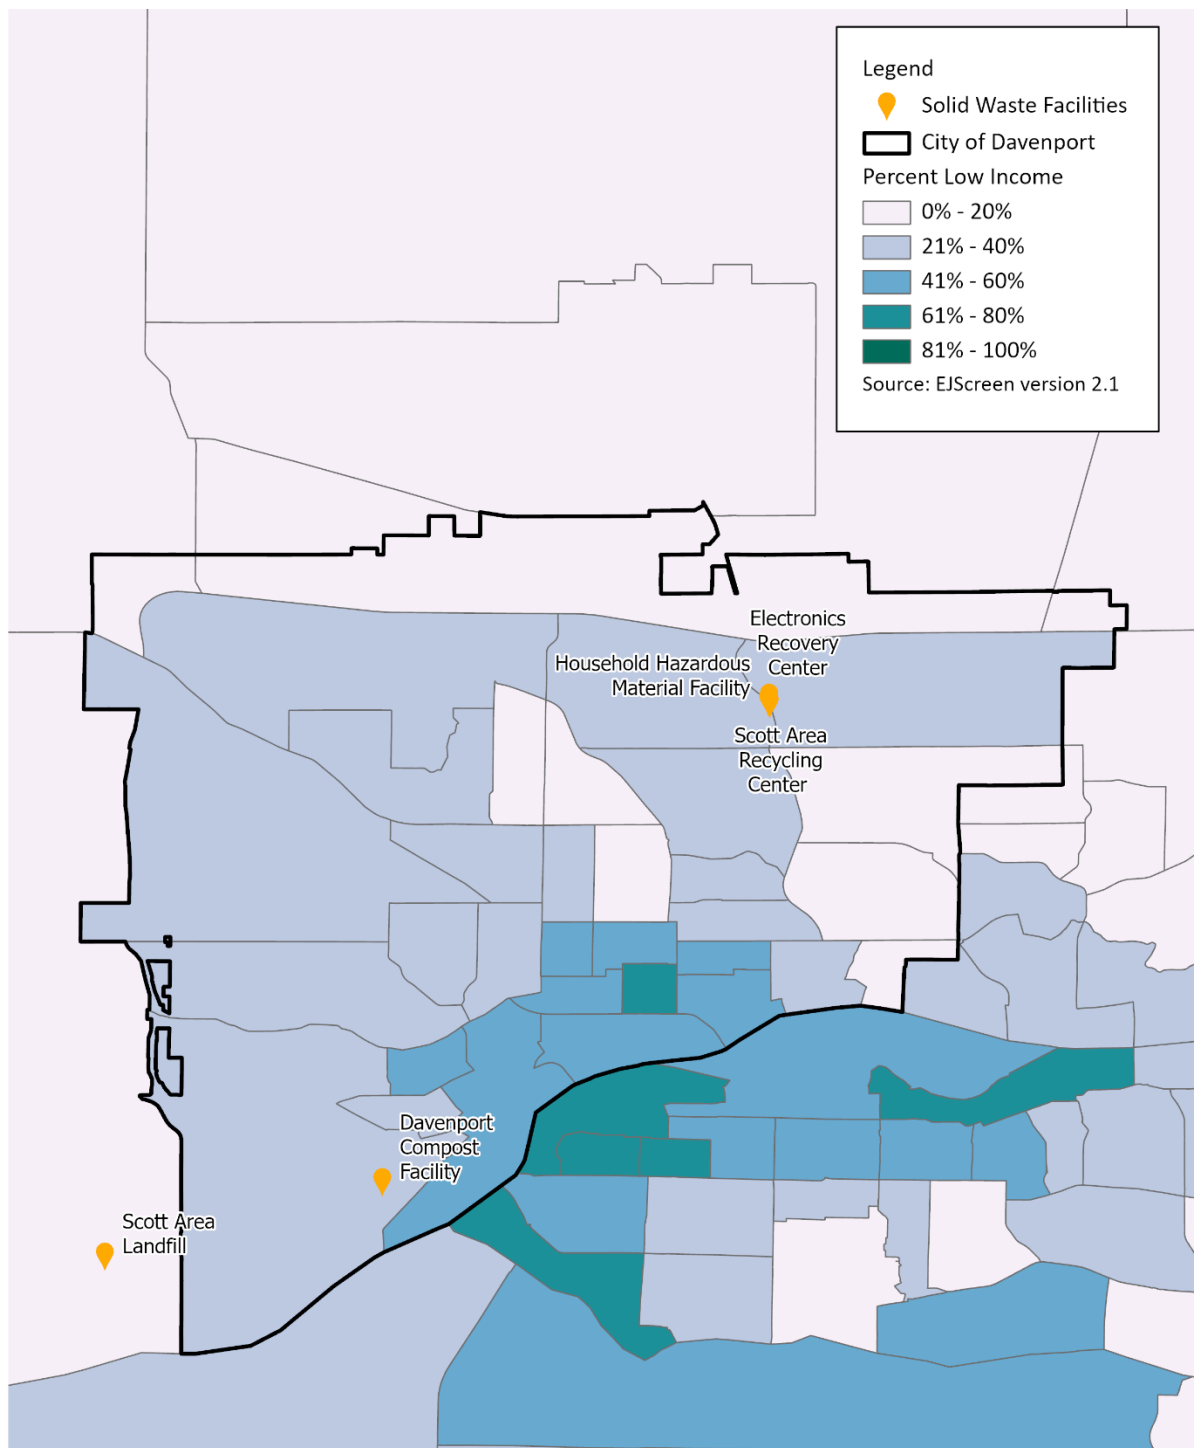 Legend
Solid Waste Facilities
City of Davenport
Percent Low Income
0% - 20%
21% - 40%
41% - 60%
61% - 80%
81% - 100%
Source: EJScreen version 2.1
Electronics
Recovery
Center
Household Hazardous
Material Facility
Scott Area
Recycling
Center
Davenport
Compost
Facility
Scott Area
Landfill